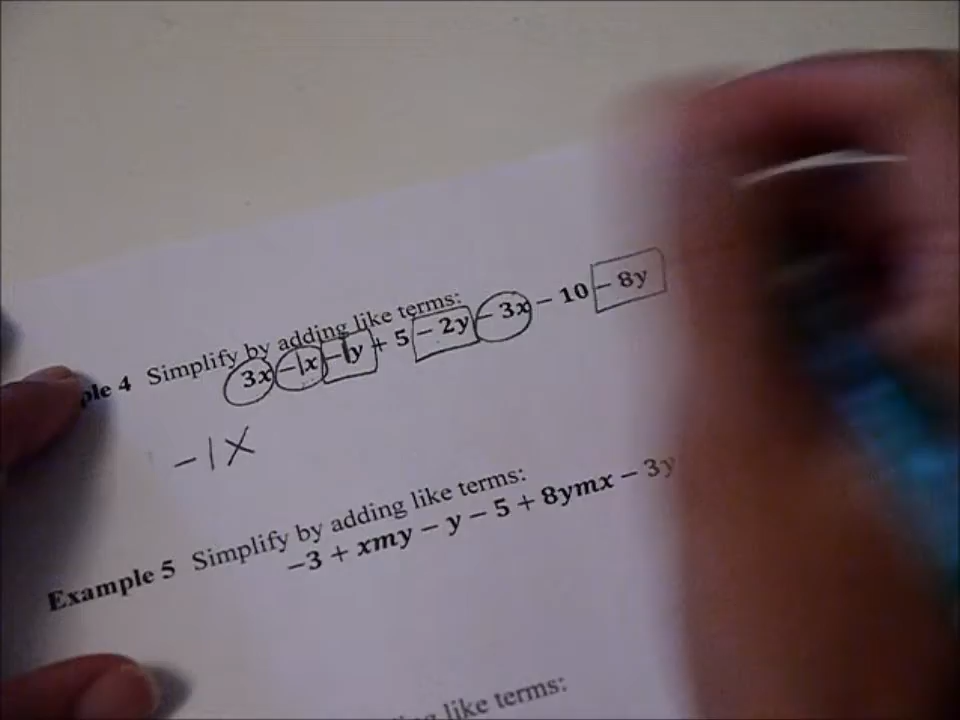 ple 4 Simplify by adding like terms:
3x -1x -1y + 5 - 2y - 3x - 10 - 8y
-1x
Example 5 Simplify by adding like terms:
-3 + xmy - y - 5 + 8ymx - 3y
like terms: